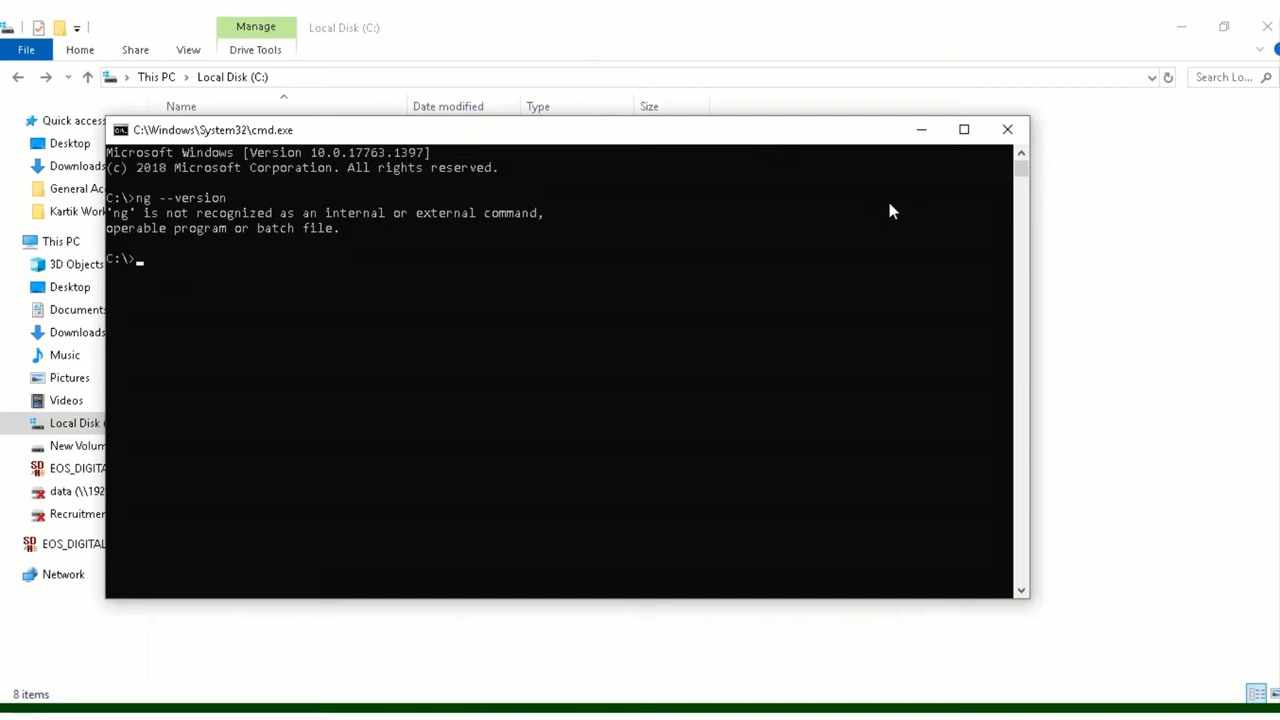 Manage
Local Disk (C:)
File
Home
Share
View
Drive Tools
This PC
Local Disk (C:)
Search Lo...
Name
Date modified
Type
Size
Quick access
Desktop
Downloads
General Ac
Kartik Work
This PC
3D Objects
Desktop
Documents
Downloads
Music
Pictures
Videos
Local Disk (
New Volum
EOS_DIGITA
data (\\192
Recruitmen
EOS_DIGITAL
Network
C:\Windows\System32\cmd.exe
Microsoft Windows [Version 10.0.17763.1397]
(c) 2018 Microsoft Corporation. All rights reserved.
C:\>ng --version
'ng' is not recognized as an internal or external command,
operable program or batch file.
C:\>
8 items